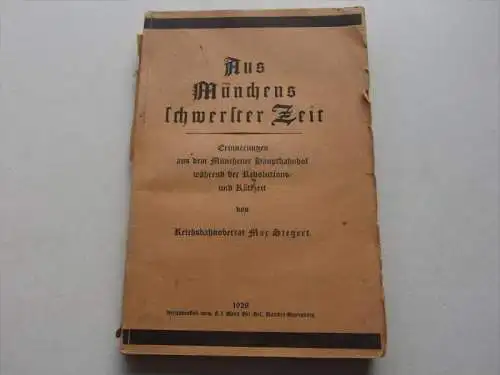 Aus
Münchens
schwerster Zeit
Erinnerungen
aus dem Münchener Hauptbahnhof
während der Revolutions-
und Rätezeit
von
Reichsbahnoberrat Max Siegert.
1928